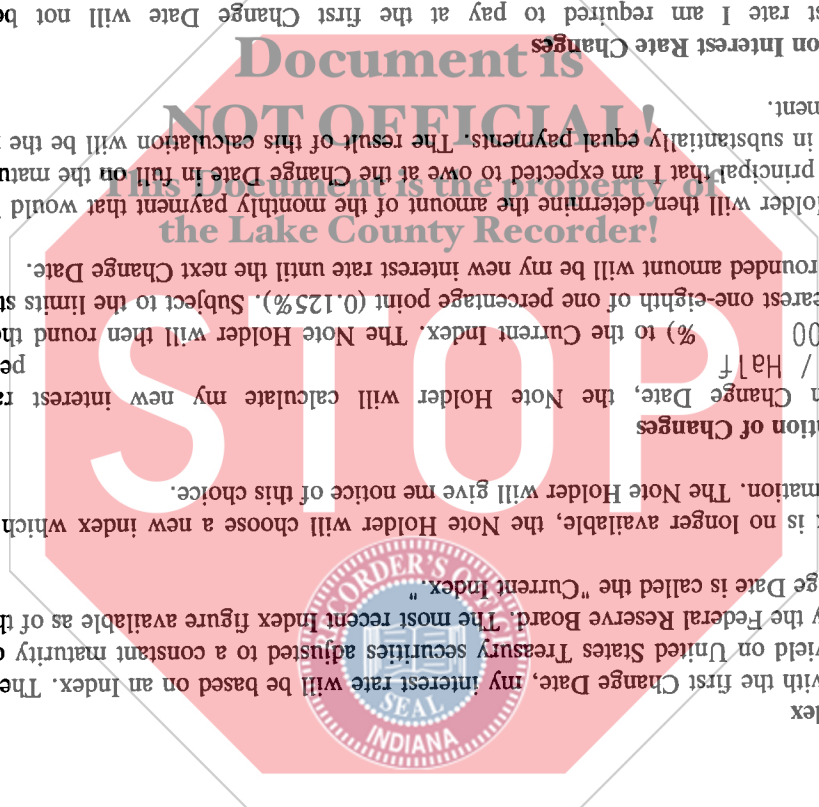 dex
with the first Change Date, my interest rate will be based on an Index. The
yield on United States Treasury securities adjusted to a constant maturity o
y the Federal Reserve Board. The most recent Index figure available as of th
ge Date is called the "Current Index."
x is no longer available, the Note Holder will choose a new index which
mation. The Note Holder will give me notice of this choice.
tion of Changes
h Change Date, the Note Holder will calculate my new interest ra
/ Half pe
00 %) to the Current Index. The Note Holder will then round the
earest one-eighth of one percentage point (0.125%). Subject to the limits st
rounded amount will be my new interest rate until the next Change Date.
older will then determine the amount of the monthly payment that would
principal that I am expected to owe at the Change Date in full on the matu
in substantially equal payments. The result of this calculation will be the
ment.
on Interest Rate Changes
st rate I am required to pay at the first Change Date will not be
Document is
NOT OFFICIAL!
This Document is the property of
the Lake County Recorder!
STOP
RECORDER'S OFFICE
SEAL
INDIANA